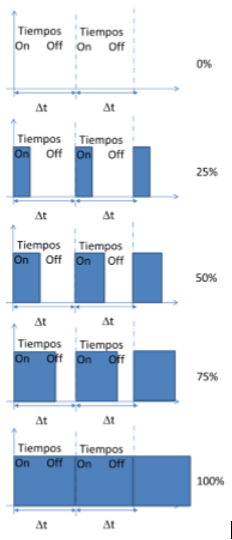 Tiempos Tiempos
On Off On Off
0%
Δt Δt
Tiempos Tiempos
On Off On Off
25%
Δt Δt
Tiempos Tiempos
On Off On Off
50%
Δt Δt
Tiempos Tiempos
On Off On Off
75%
Δt Δt
Tiempos Tiempos
On Off On Off
100%
Δt Δt